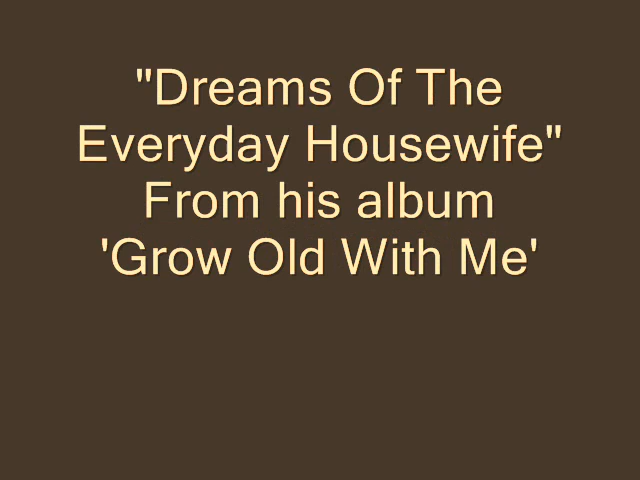 "Dreams Of The
Everyday Housewife"
From his album
'Grow Old With Me'